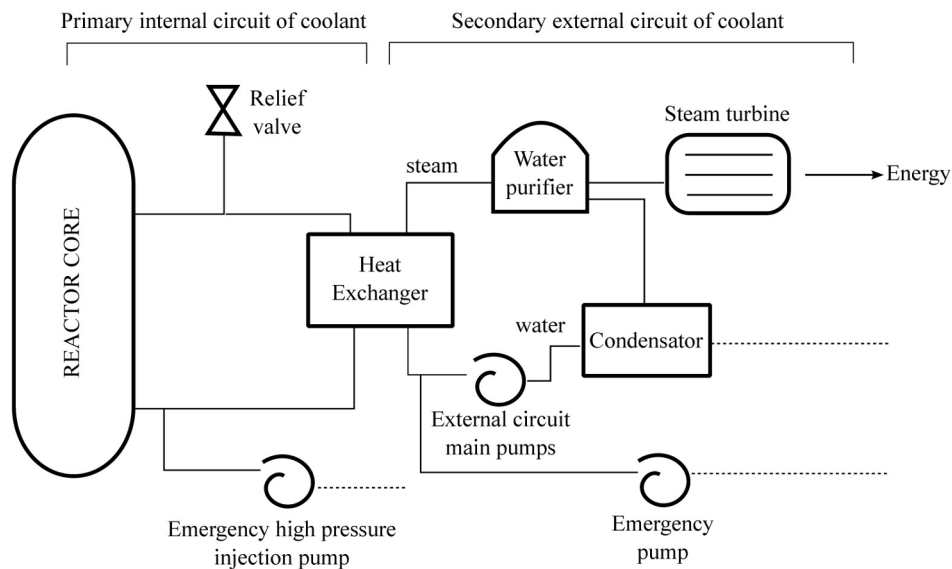 Primary internal circuit of coolant
Secondary external circuit of coolant
Relief
valve
Steam turbine
steam
Water
purifier
Energy
REACTOR CORE
Heat
Exchanger
water
Condensator
External circuit
main pumps
Emergency high pressure
injection pump
Emergency
pump